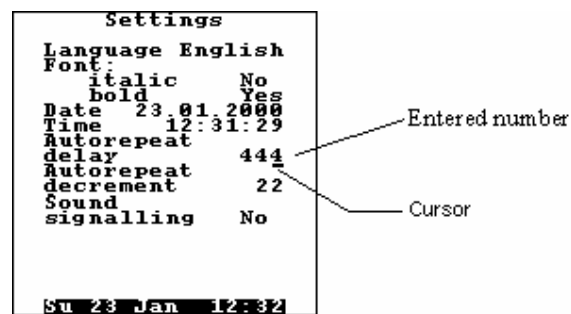 Settings
Language English
Font:
italic No
bold Yes
Date 23.01.2000
Time 12:31:29
Autorepeat
delay 444
Autorepeat
decrement 22
Sound
signalling No
Su 23 Jan 12:32
Entered number
Cursor